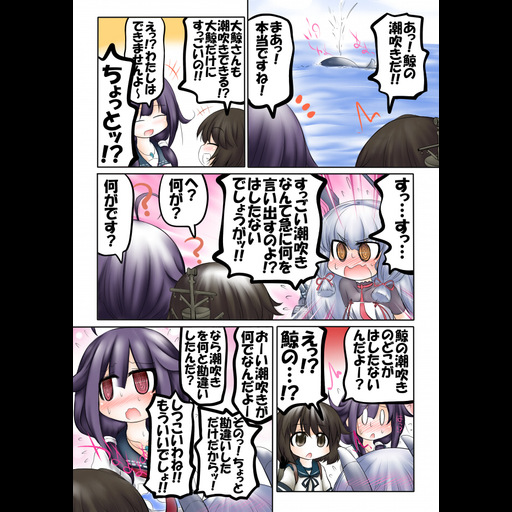 あっ！鯨の
潮吹きだ!!
まあっ！
本当ですね！
大鯨さんも
潮吹きできる!?
大鯨だけに
すっごいの!!
えっ!?わたしは
できませんよ〜
ちょっとッ!?
すっ…すっ…
すっごい潮吹き
なんて急に何を
言い出すのよ!?
はしたない
でしょうがッ!!
へ？
何が？
何がです？
鯨の潮吹き
のどこが
はしたない
んだよー？
えっ!?
鯨の…!?
おーい潮吹きが
何でなんだよー
そのっ！ちょっと
勘違いした
だけだからッ！
なら潮吹き
を何と勘違い
したんだ？
しつこいわね!!
もういいでしょ!!